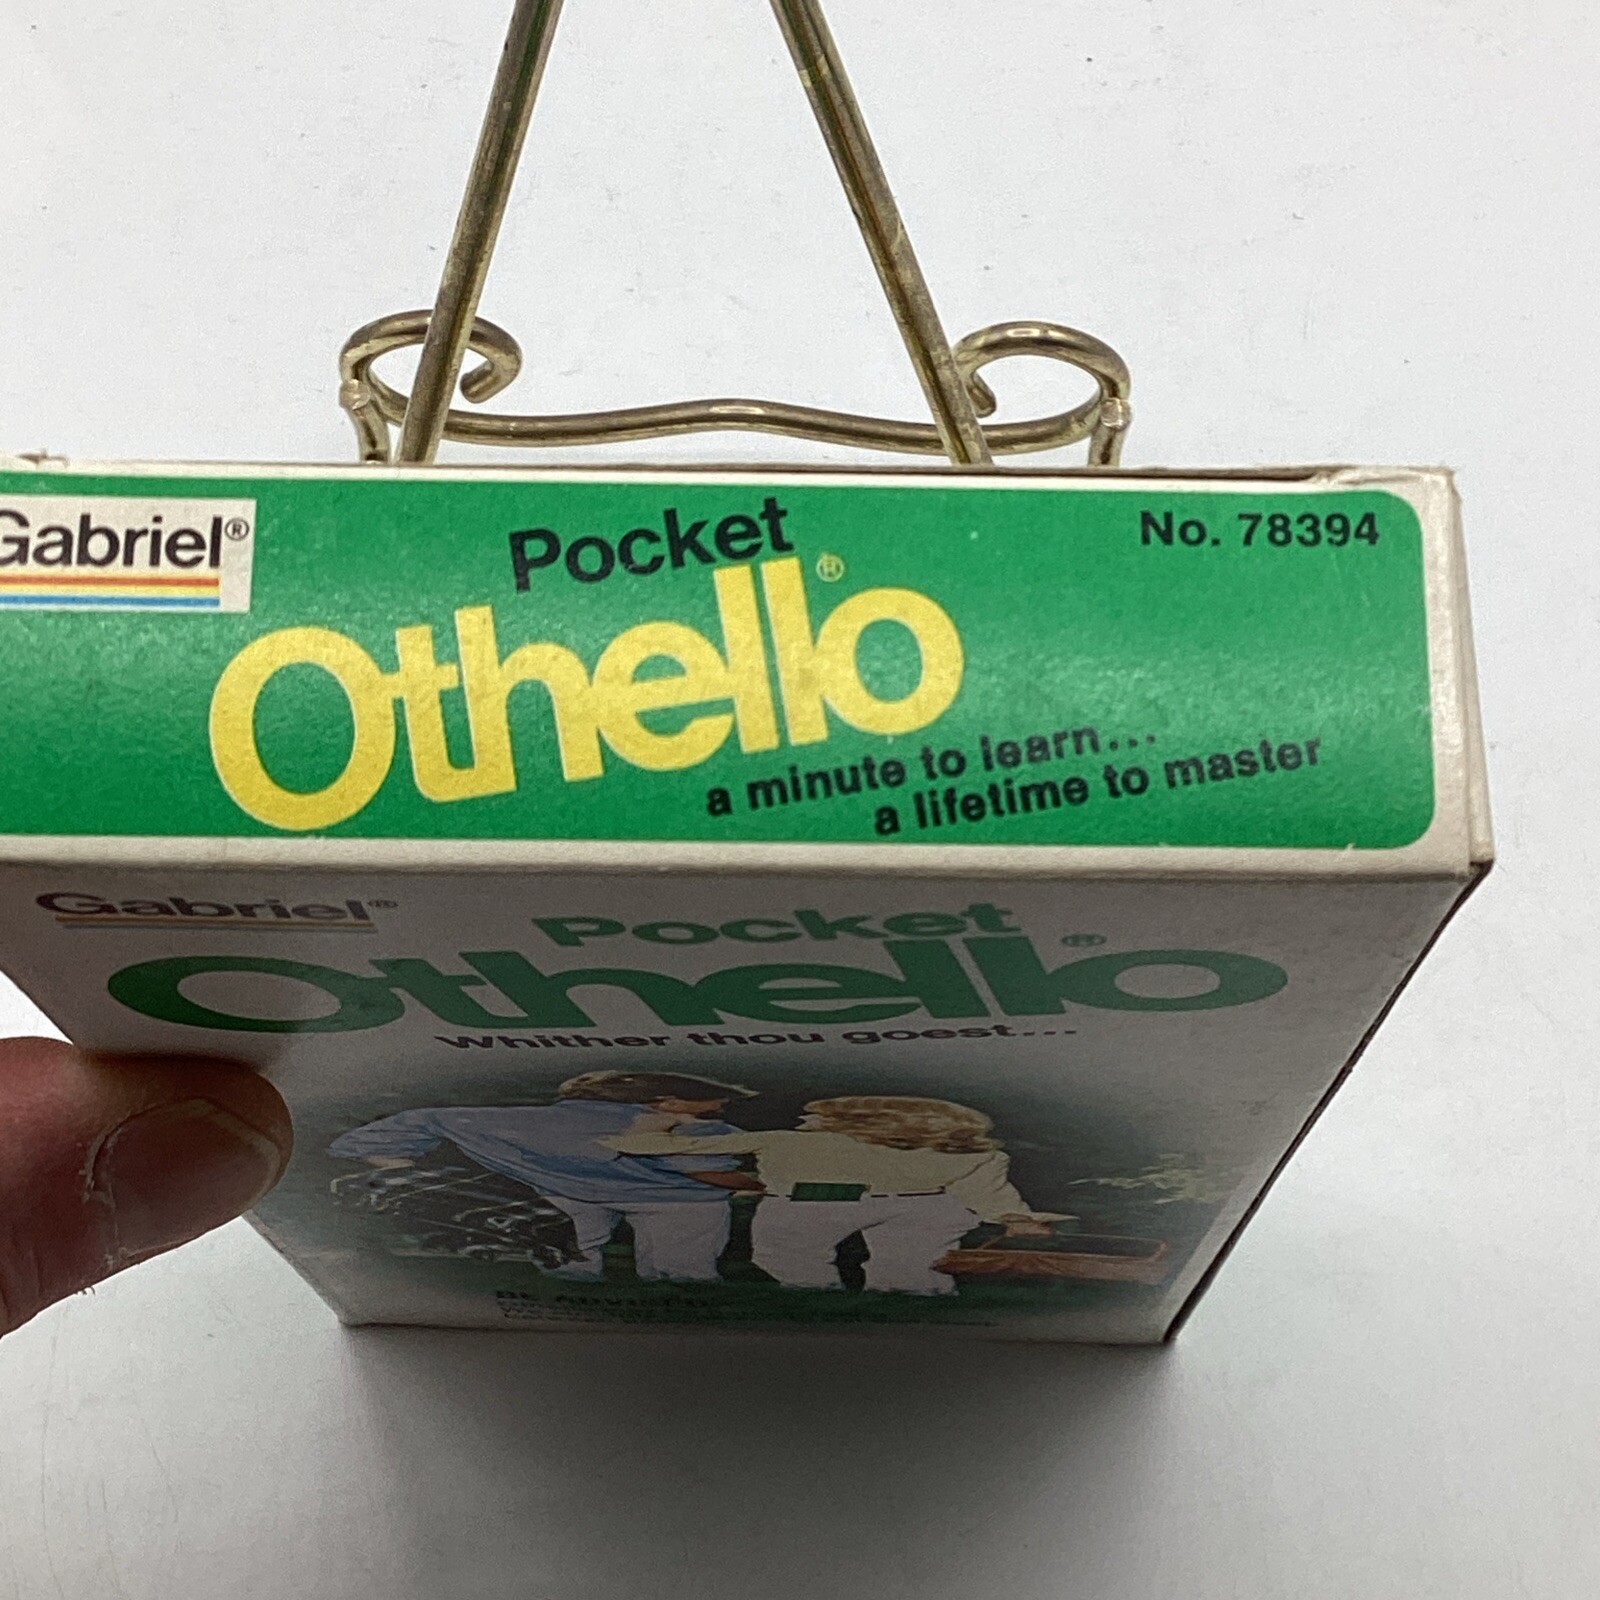 Gabriel®
Pocket
Othello®
No. 78394
a minute to learn...
a lifetime to master
Gabriel®
Pocket
Othello®
Whither thou goest...